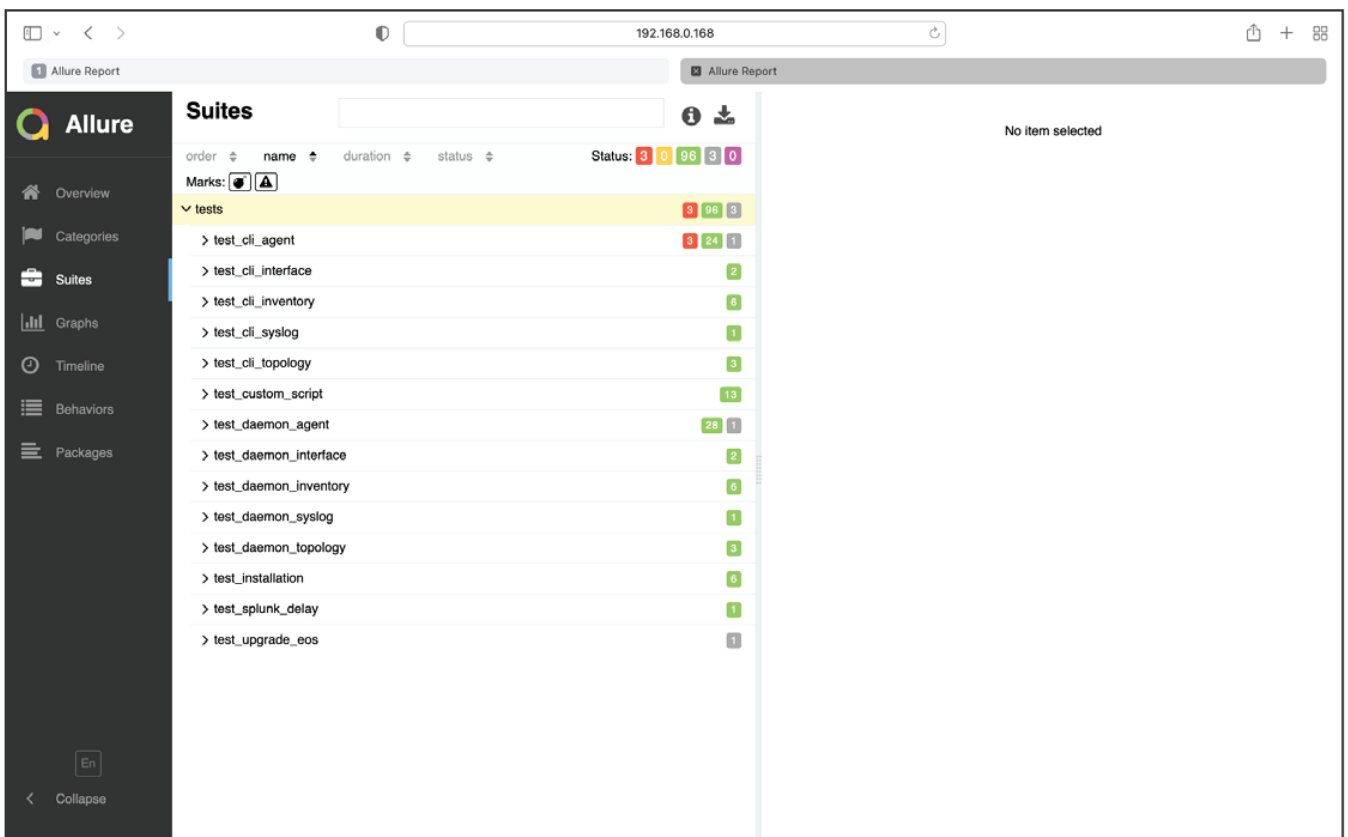 192.168.0.168
1 Allure Report
Allure Report
Allure
Overview
Categories
Suites
Graphs
Timeline
Behaviors
Packages
En
Collapse
Suites
order name duration status Status: 3 0 96 3 0
Marks:
tests 3 96 3
test_cli_agent 3 24 1
test_cli_interface 2
test_cli_inventory 6
test_cli_syslog 1
test_cli_topology 3
test_custom_script 13
test_daemon_agent 28 1
test_daemon_interface 2
test_daemon_inventory 6
test_daemon_syslog 1
test_daemon_topology 3
test_installation 6
test_splunk_delay 1
test_upgrade_eos 1
No item selected